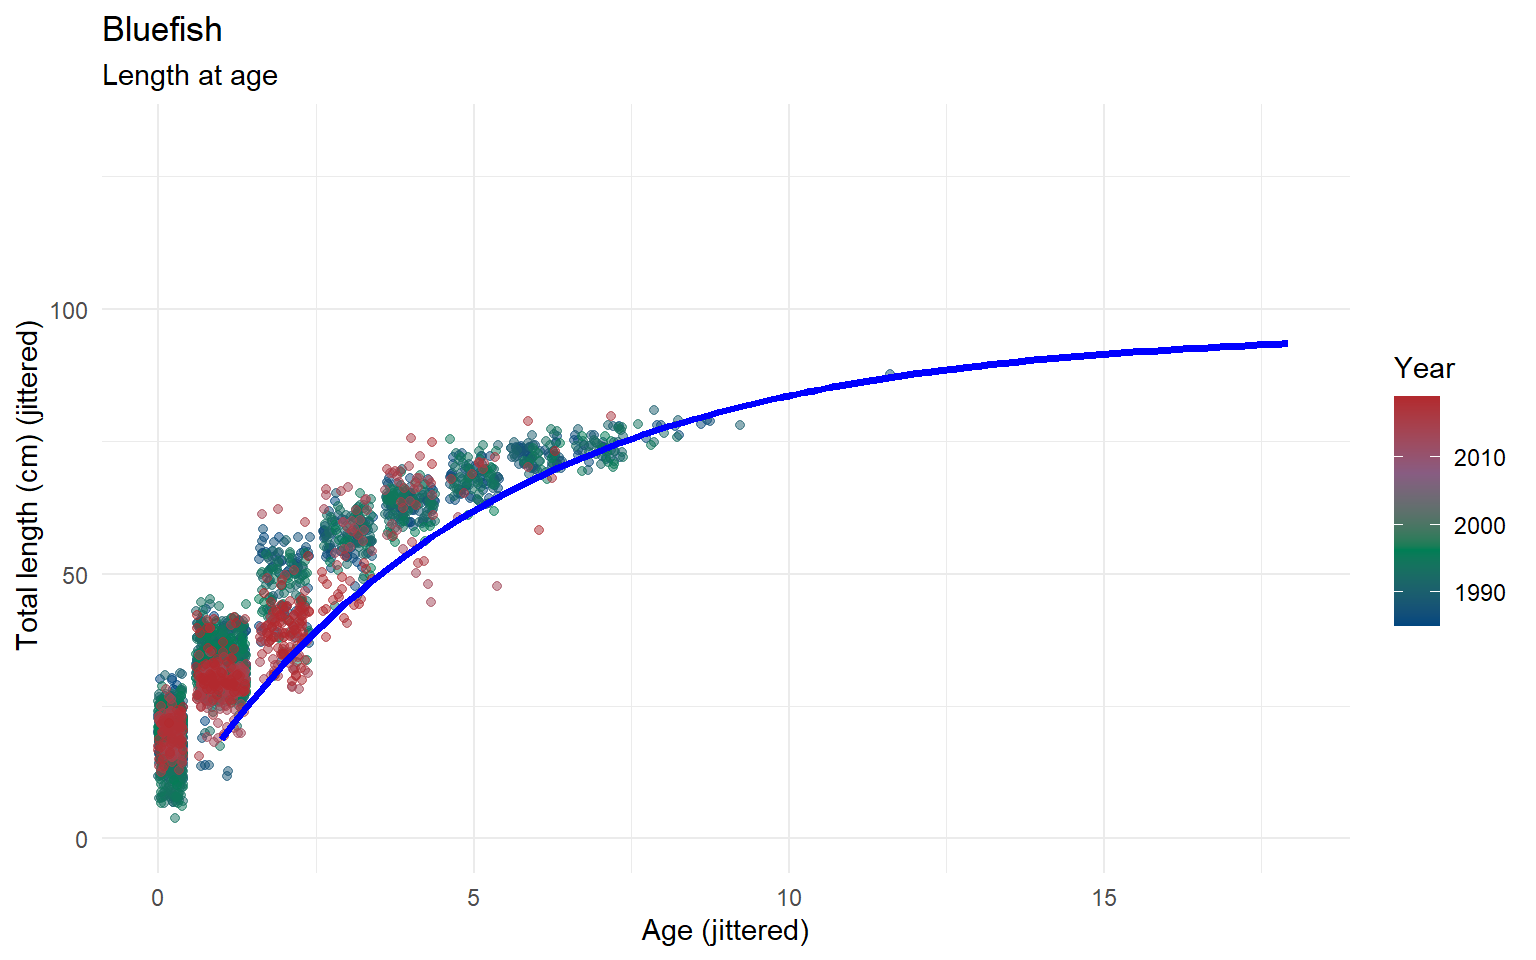 Bluefish
Length at age
Total length (cm) (jittered)
100
50
0
0 5 10 15
Age (jittered)
Year
2010
2000
1990